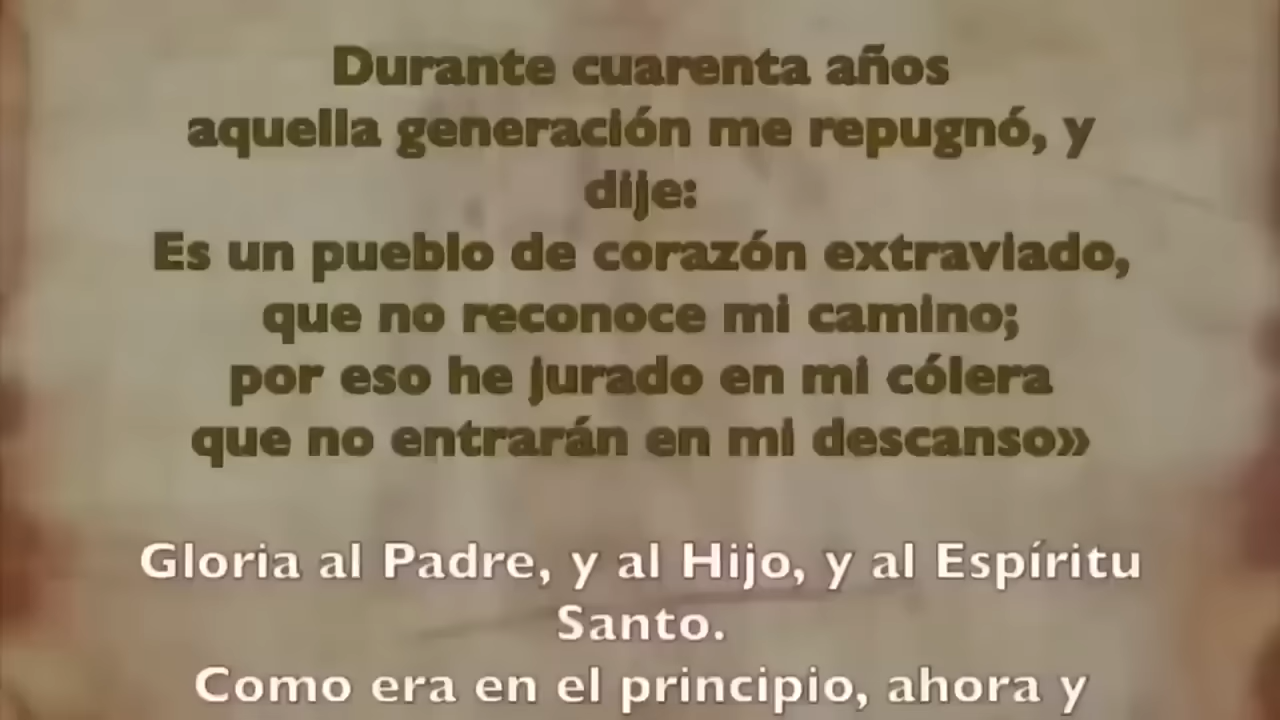 Durante cuarenta años
aquella generación me repugnó, y
dije:
Es un pueblo de corazón extraviado,
que no reconoce mi camino;
por eso he jurado en mi cólera
que no entrarán en mi descanso»
Gloria al Padre, y al Hijo, y al Espíritu
Santo.
Como era en el principio, ahora y